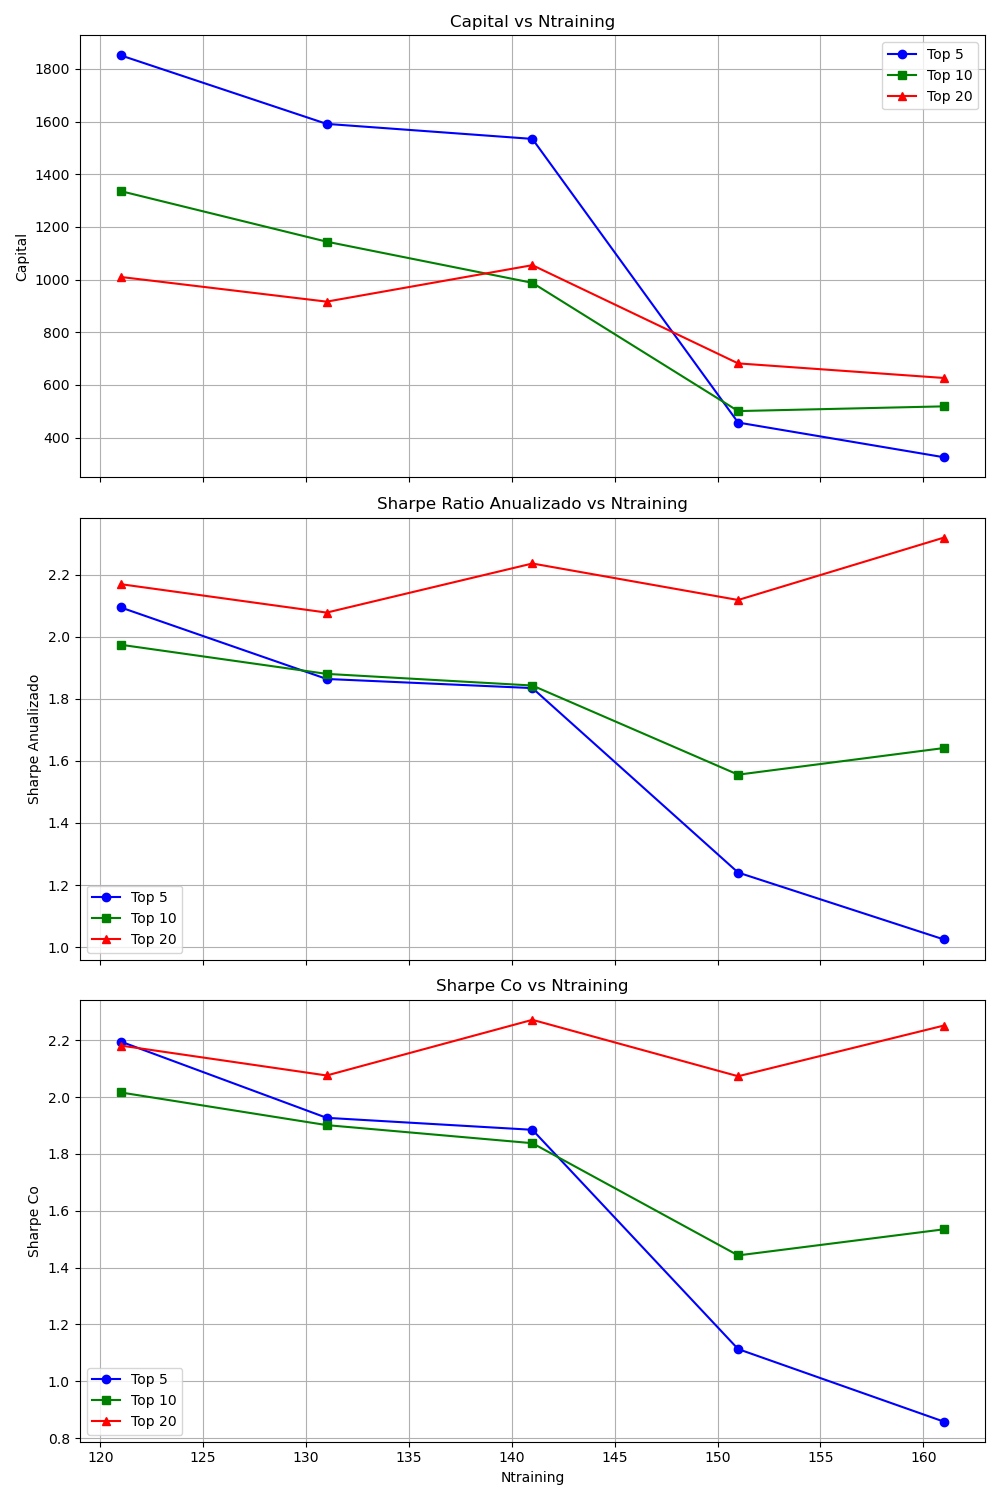 Capital vs Ntraining
Top 5
Top 10
Top 20
1800
1600
1400
1200
1000
800
600
400
Capital
Sharpe Ratio Anualizado vs Ntraining
2.2
2.0
1.8
1.6
1.4
1.2
1.0
Sharpe Anualizado
Top 5
Top 10
Top 20
Sharpe Co vs Ntraining
2.2
2.0
1.8
1.6
1.4
1.2
1.0
0.8
Sharpe Co
Top 5
Top 10
Top 20
120 125 130 135 140 145 150 155 160
Ntraining